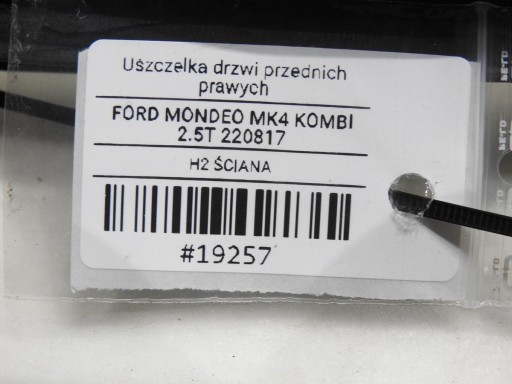 Uszczelka drzwi przednich
prawych
FORD MONDEO MK4 KOMBI
2.5T 220817
H2 ŚCIANA
#19257